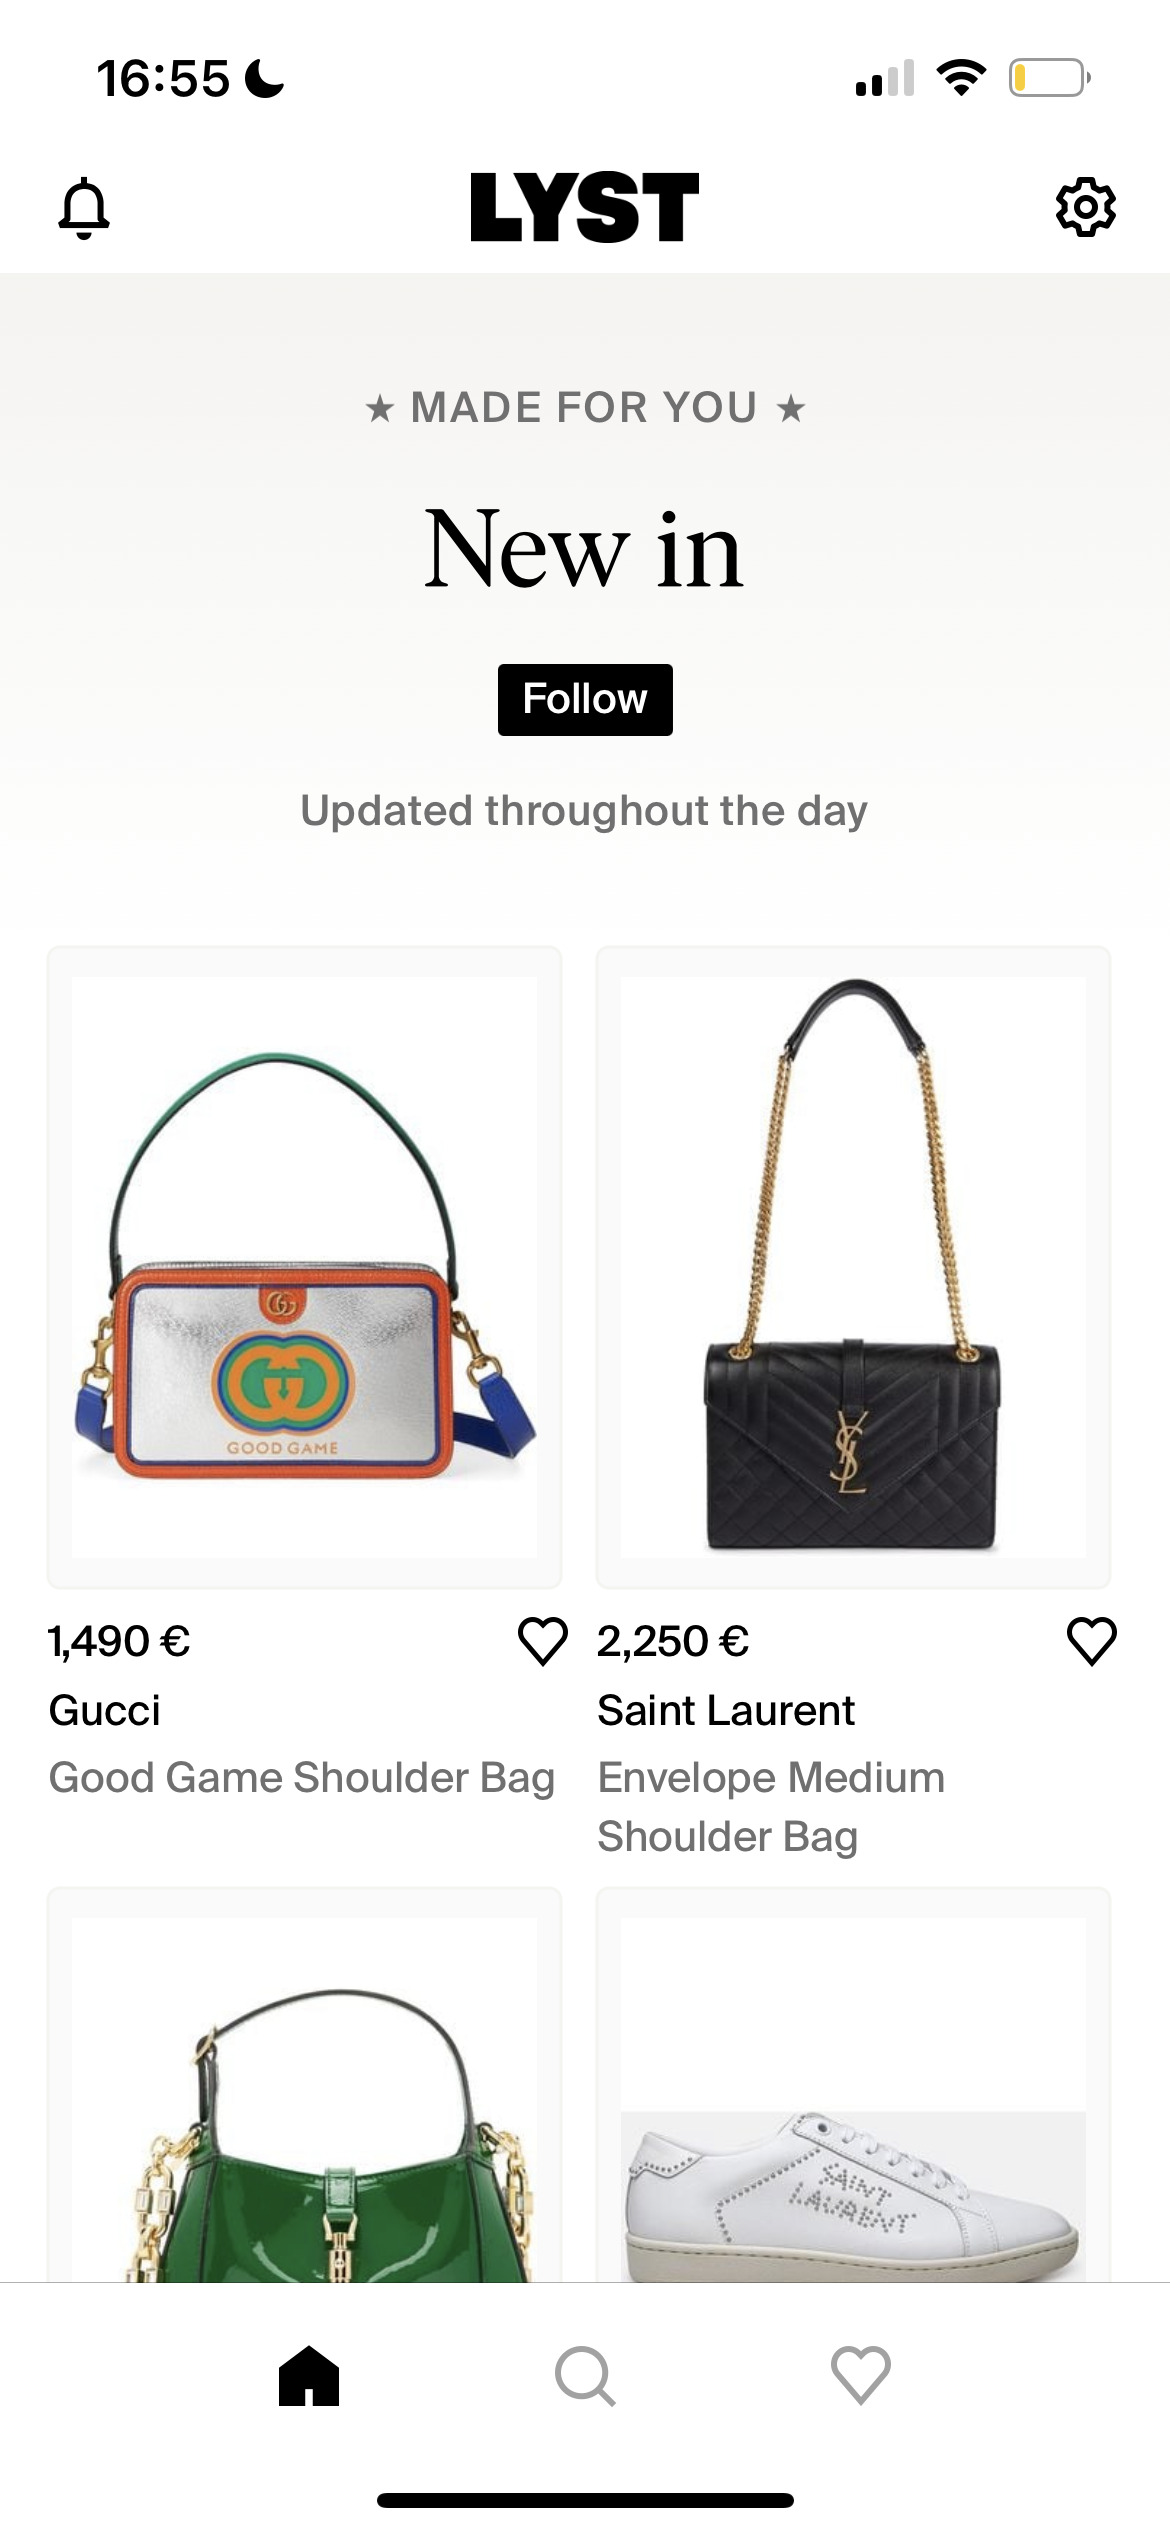 16:55
LYST
★ MADE FOR YOU ★
New in
Follow
Updated throughout the day
GOOD GAME
YSL
1,490 €
2,250 €
Gucci
Saint Laurent
Good Game Shoulder Bag
Envelope Medium
Shoulder Bag
SAINT
LAURENT